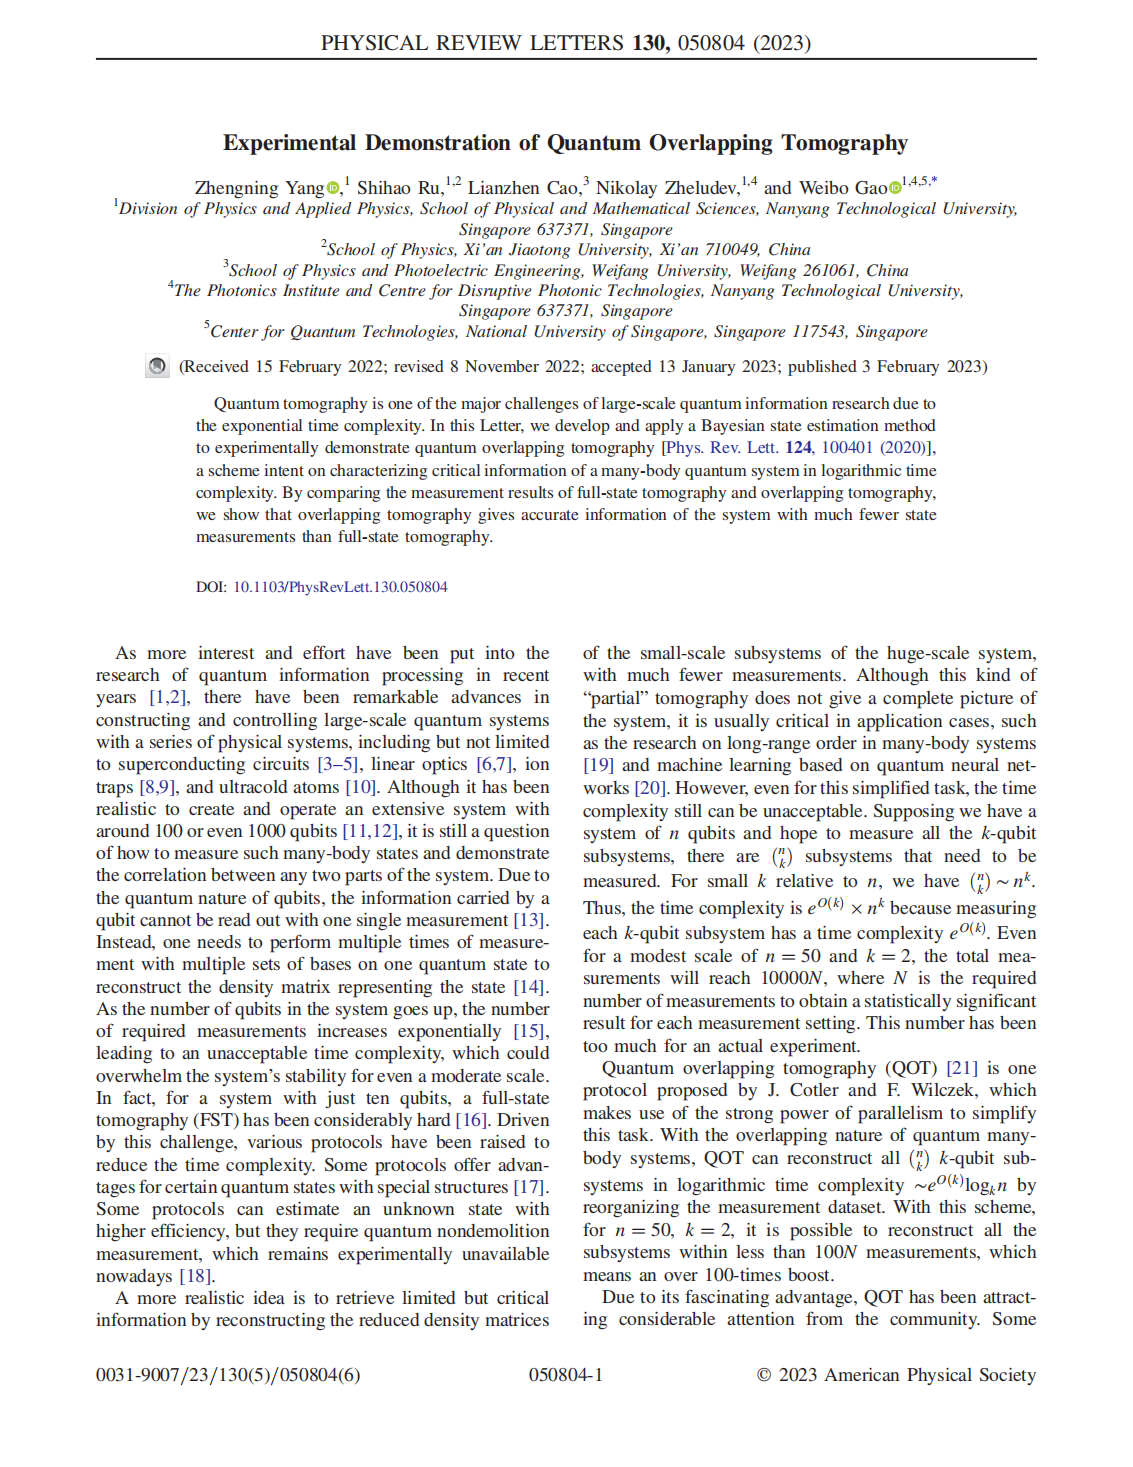 PHYSICAL REVIEW LETTERS 130, 050804 (2023)
Experimental Demonstration of Quantum Overlapping Tomography
Zhengning Yang,1 Shihao Ru,1,2 Lianzhen Cao,3 Nikolay Zheludev,1,4 and Weibo Gao1,4,5,*
1Division of Physics and Applied Physics, School of Physical and Mathematical Sciences, Nanyang Technological University,
Singapore 637371, Singapore
2School of Physics, Xi'an Jiaotong University, Xi'an 710049, China
3School of Physics and Photoelectric Engineering, Weifang University, Weifang 261061, China
4The Photonics Institute and Centre for Disruptive Photonic Technologies, Nanyang Technological University,
Singapore 637371, Singapore
5Center for Quantum Technologies, National University of Singapore, Singapore 117543, Singapore
(Received 15 February 2022; revised 8 November 2022; accepted 13 January 2023; published 3 February 2023)
Quantum tomography is one of the major challenges of large-scale quantum information research due to
the exponential time complexity. In this Letter, we develop and apply a Bayesian state estimation method
to experimentally demonstrate quantum overlapping tomography [Phys. Rev. Lett. 124, 100401 (2020)],
a scheme intent on characterizing critical information of a many-body quantum system in logarithmic time
complexity. By comparing the measurement results of full-state tomography and overlapping tomography,
we show that overlapping tomography gives accurate information of the system with much fewer state
measurements than full-state tomography.
DOI: 10.1103/PhysRevLett.130.050804
As more interest and effort have been put into the
research of quantum information processing in recent
years [1,2], there have been remarkable advances in
constructing and controlling large-scale quantum systems
with a series of physical systems, including but not limited
to superconducting circuits [3–5], linear optics [6,7], ion
traps [8,9], and ultracold atoms [10]. Although it has been
realistic to create and operate an extensive system with
around 100 or even 1000 qubits [11,12], it is still a question
of how to measure such many-body states and demonstrate
the correlation between any two parts of the system. Due to
the quantum nature of qubits, the information carried by a
qubit cannot be read out with one single measurement [13].
Instead, one needs to perform multiple times of measure-
ment with multiple sets of bases on one quantum state to
reconstruct the density matrix representing the state [14].
As the number of qubits in the system goes up, the number
of required measurements increases exponentially [15],
leading to an unacceptable time complexity, which could
overwhelm the system's stability for even a moderate scale.
In fact, for a system with just ten qubits, a full-state
tomography (FST) has been considerably hard [16]. Driven
by this challenge, various protocols have been raised to
reduce the time complexity. Some protocols offer advan-
tages for certain quantum states with special structures [17].
Some protocols can estimate an unknown state with
higher efficiency, but they require quantum nondemolition
measurement, which remains experimentally unavailable
nowadays [18].
A more realistic idea is to retrieve limited but critical
information by reconstructing the reduced density matrices
of the small-scale subsystems of the huge-scale system,
with much fewer measurements. Although this kind of
“partial” tomography does not give a complete picture of
the system, it is usually critical in application cases, such
as the research on long-range order in many-body systems
[19] and machine learning based on quantum neural net-
works [20]. However, even for this simplified task, the time
complexity still can be unacceptable. Supposing we have a
system of n qubits and hope to measure all the k-qubit
subsystems, there are (n k) subsystems that need to be
measured. For small k relative to n, we have (n k) ∼ n^k.
Thus, the time complexity is e^O(k) × n^k because measuring
each k-qubit subsystem has a time complexity e^O(k). Even
for a modest scale of n = 50 and k = 2, the total mea-
surements will reach 10000N, where N is the required
number of measurements to obtain a statistically significant
result for each measurement setting. This number has been
too much for an actual experiment.
Quantum overlapping tomography (QOT) [21] is one
protocol proposed by J. Cotler and F. Wilczek, which
makes use of the strong power of parallelism to simplify
this task. With the overlapping nature of quantum many-
body systems, QOT can reconstruct all (n k) k-qubit sub-
systems in logarithmic time complexity ∼e^O(k)log_k n by
reorganizing the measurement dataset. With this scheme,
for n = 50, k = 2, it is possible to reconstruct all the
subsystems within less than 100N measurements, which
means an over 100-times boost.
Due to its fascinating advantage, QOT has been attract-
ing considerable attention from the community. Some
0031-9007/23/130(5)/050804(6)
050804-1
© 2023 American Physical Society